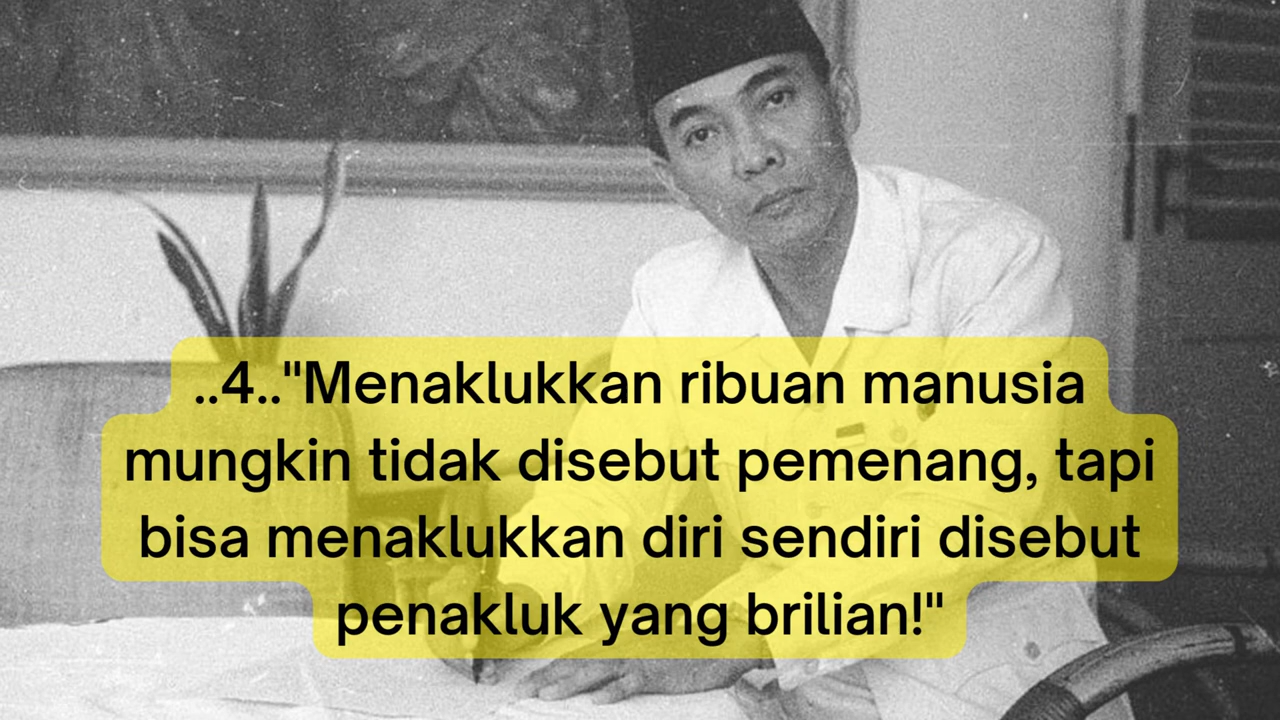 ..4.."Menaklukkan ribuan manusia
mungkin tidak disebut pemenang, tapi
bisa menaklukkan diri sendiri disebut
penakluk yang brilian!"